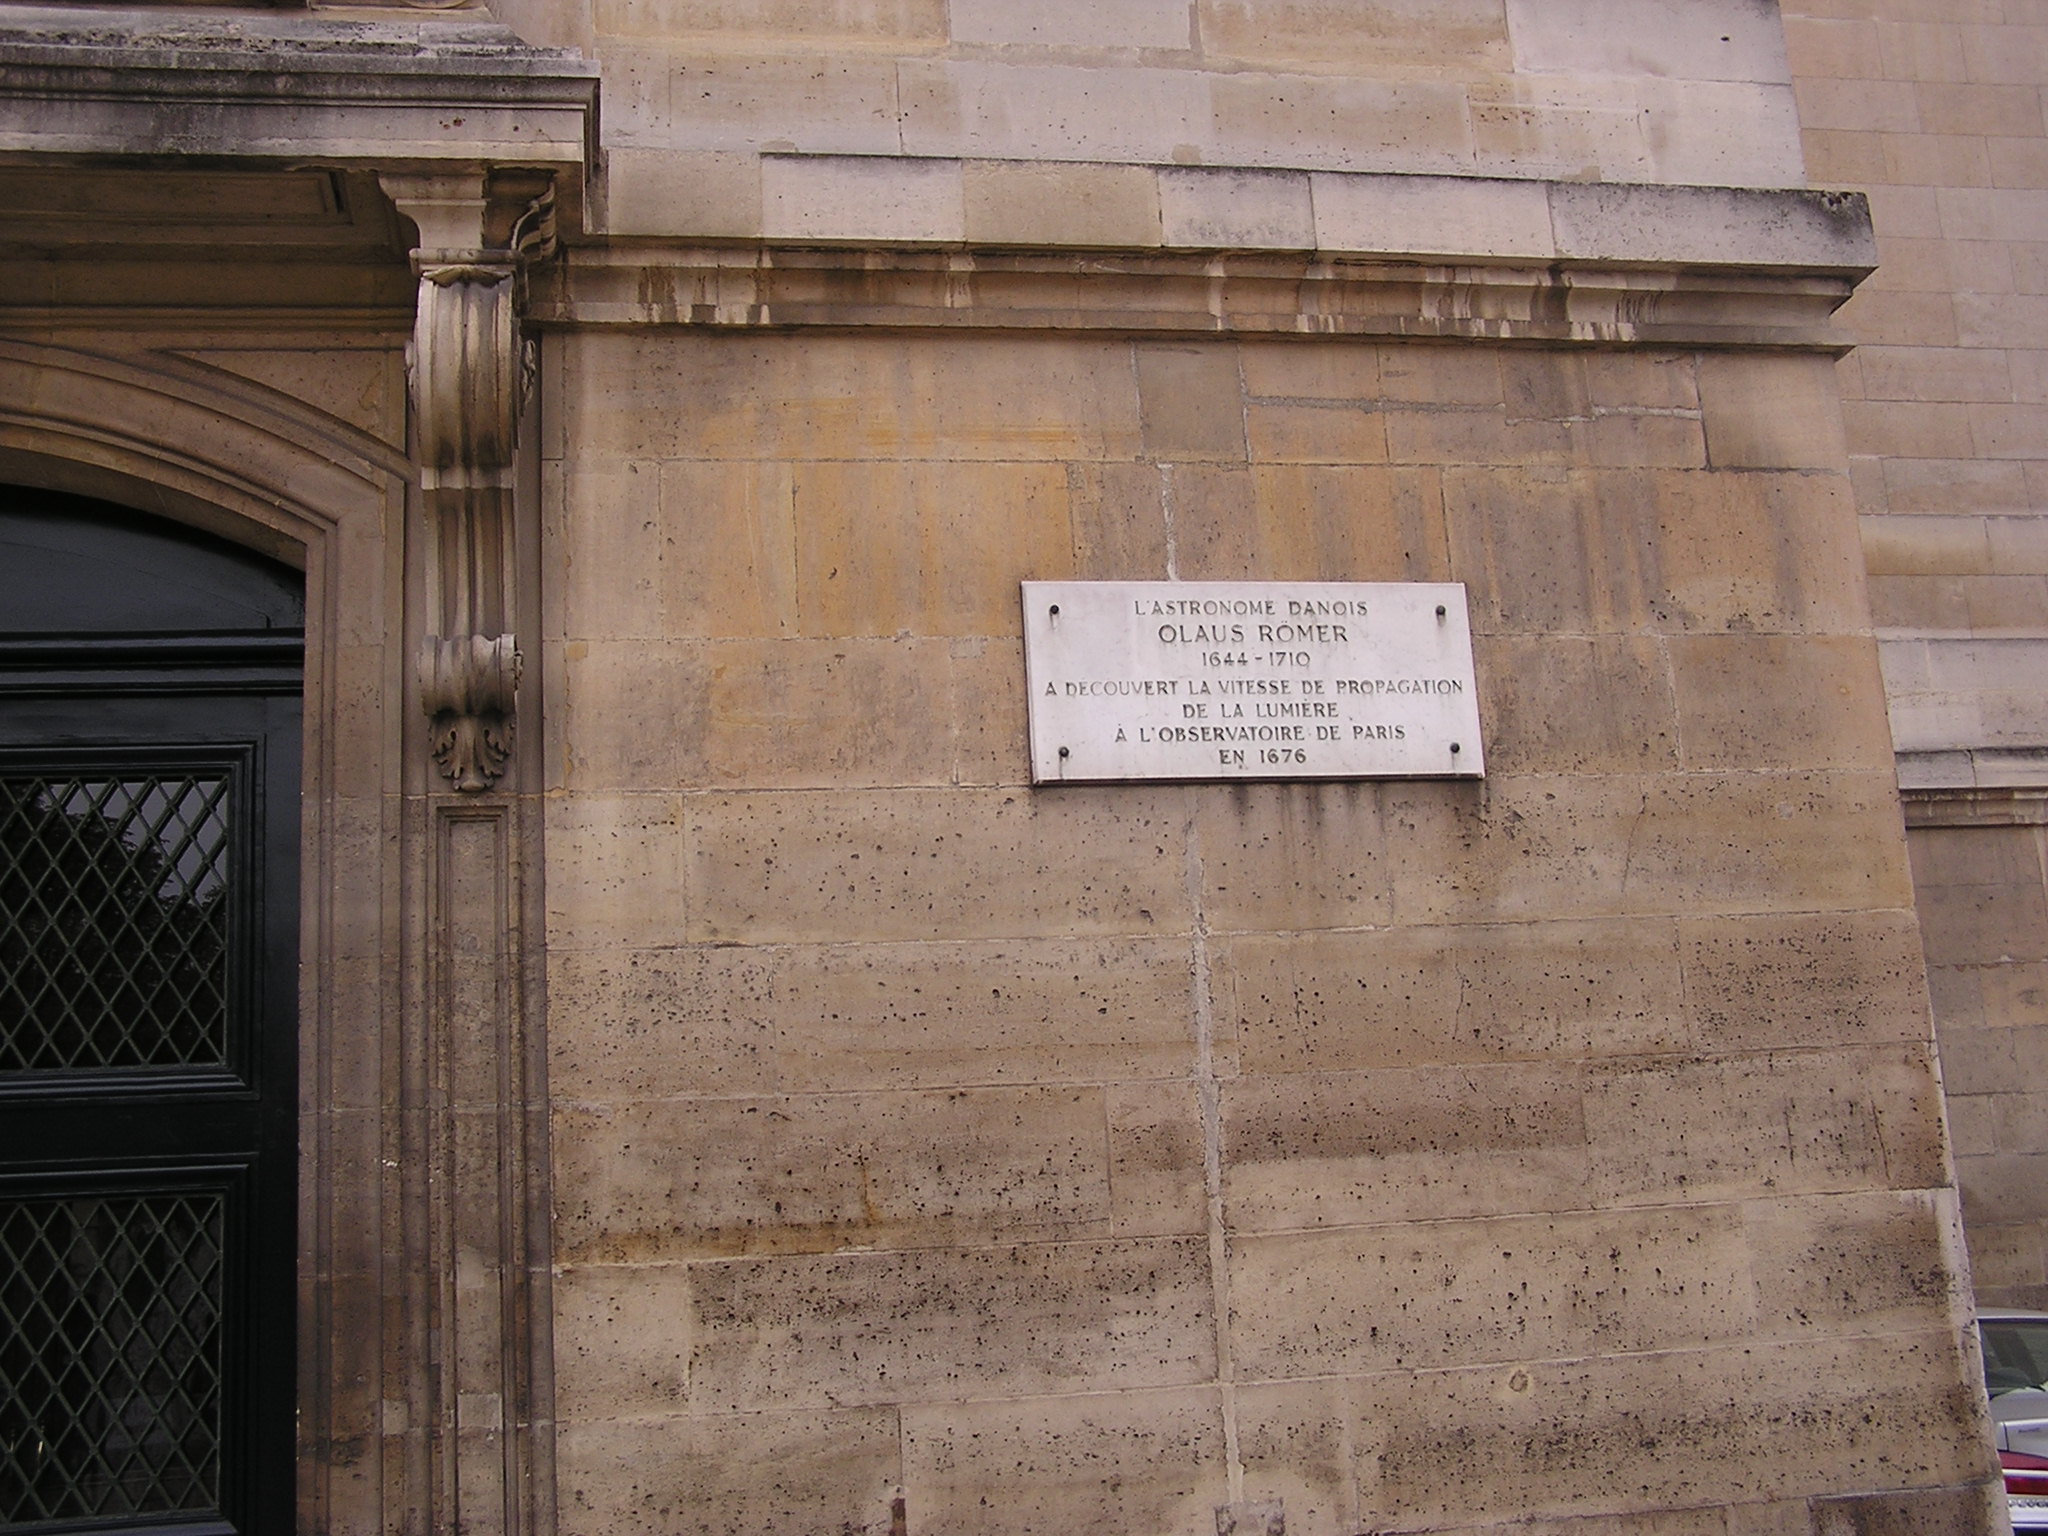 L'ASTRONOME DANOIS
OLAUS RÖMER
1644-1710
A DECOUVERT LA VITESSE DE PROPAGATION
DE LA LUMIÈRE
À L'OBSERVATOIRE DE PARIS
EN 1676